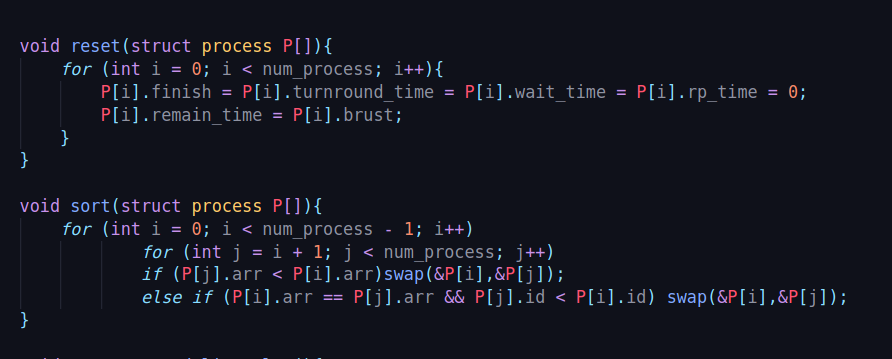 void reset(struct process P[]){
    for (int i = 0; i < num_process; i++){
        P[i].finish = P[i].turnround_time = P[i].wait_time = P[i].rp_time = 0;
        P[i].remain_time = P[i].brust;
    }
}

void sort(struct process P[]){
    for (int i = 0; i < num_process - 1; i++)
            for (int j = i + 1; j < num_process; j++)
            if (P[j].arr < P[i].arr)swap(&P[i],&P[j]);
            else if (P[i].arr == P[j].arr && P[j].id < P[i].id) swap(&P[i],&P[j]);
}